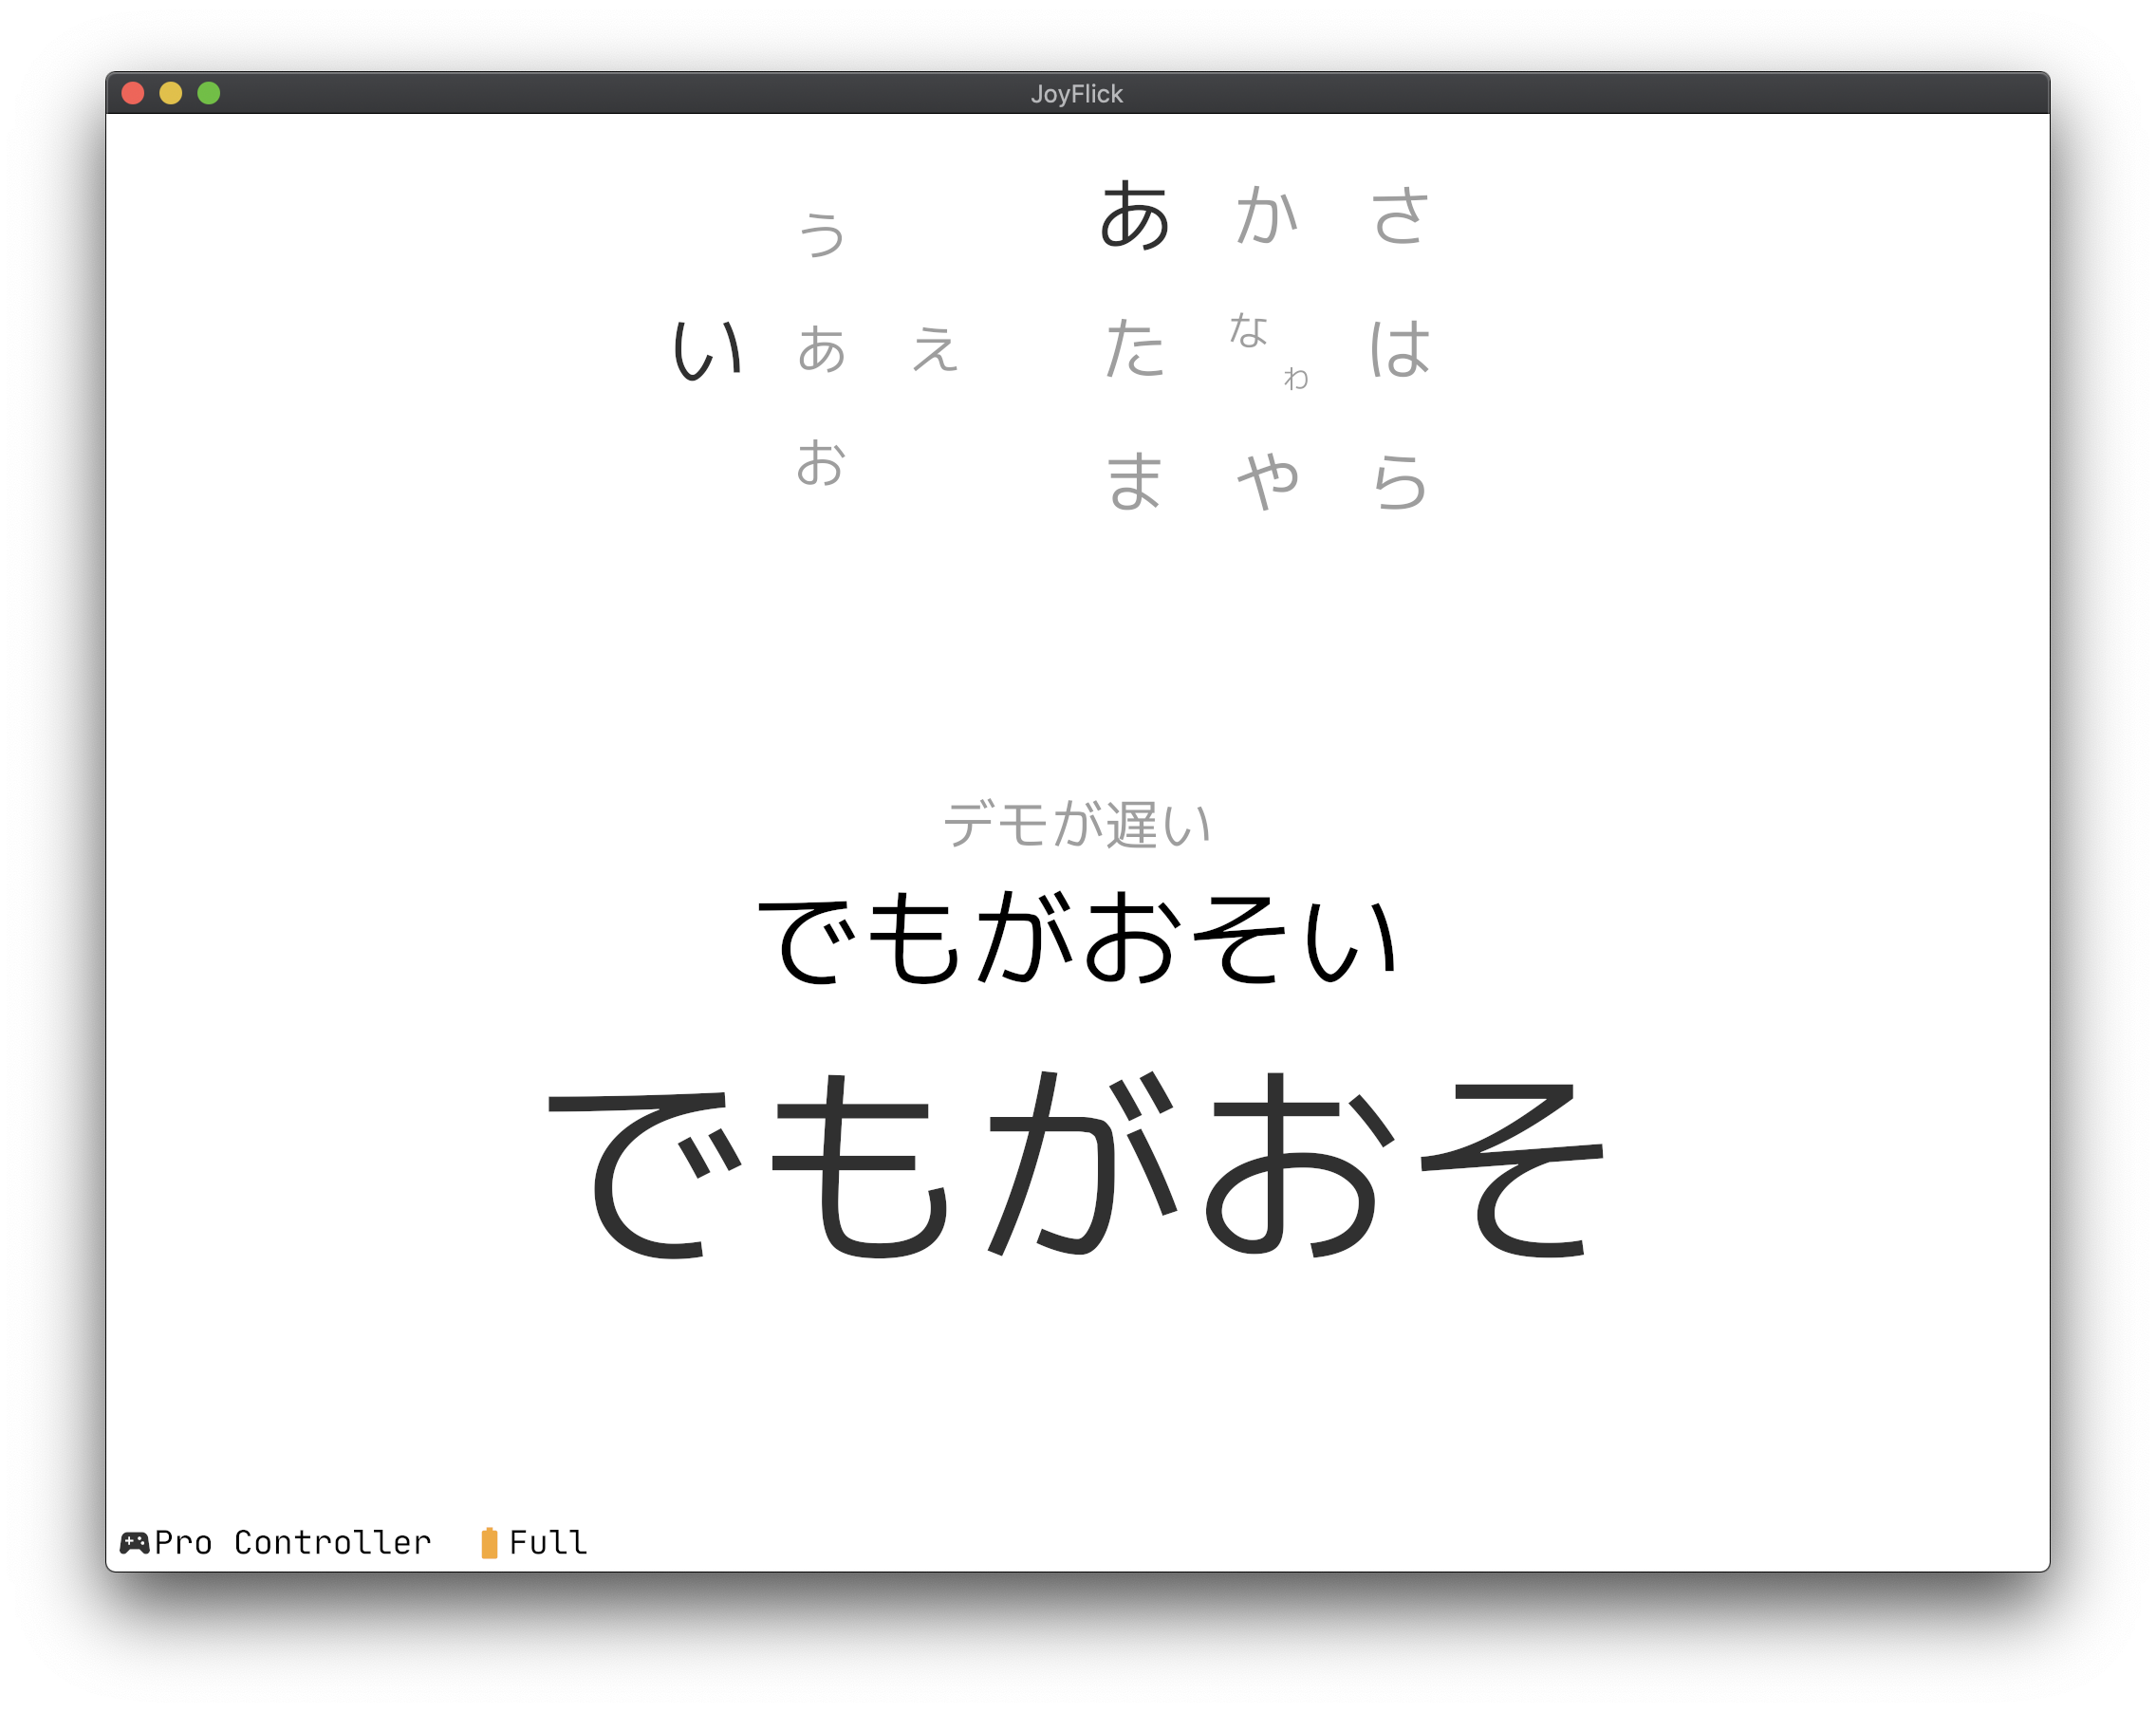 JoyFlick
う
い あ え
お
あ か さ
た な は
わ
ま や ら
デモが遅い
でもがおそい
でもがおそ
Pro Controller Full